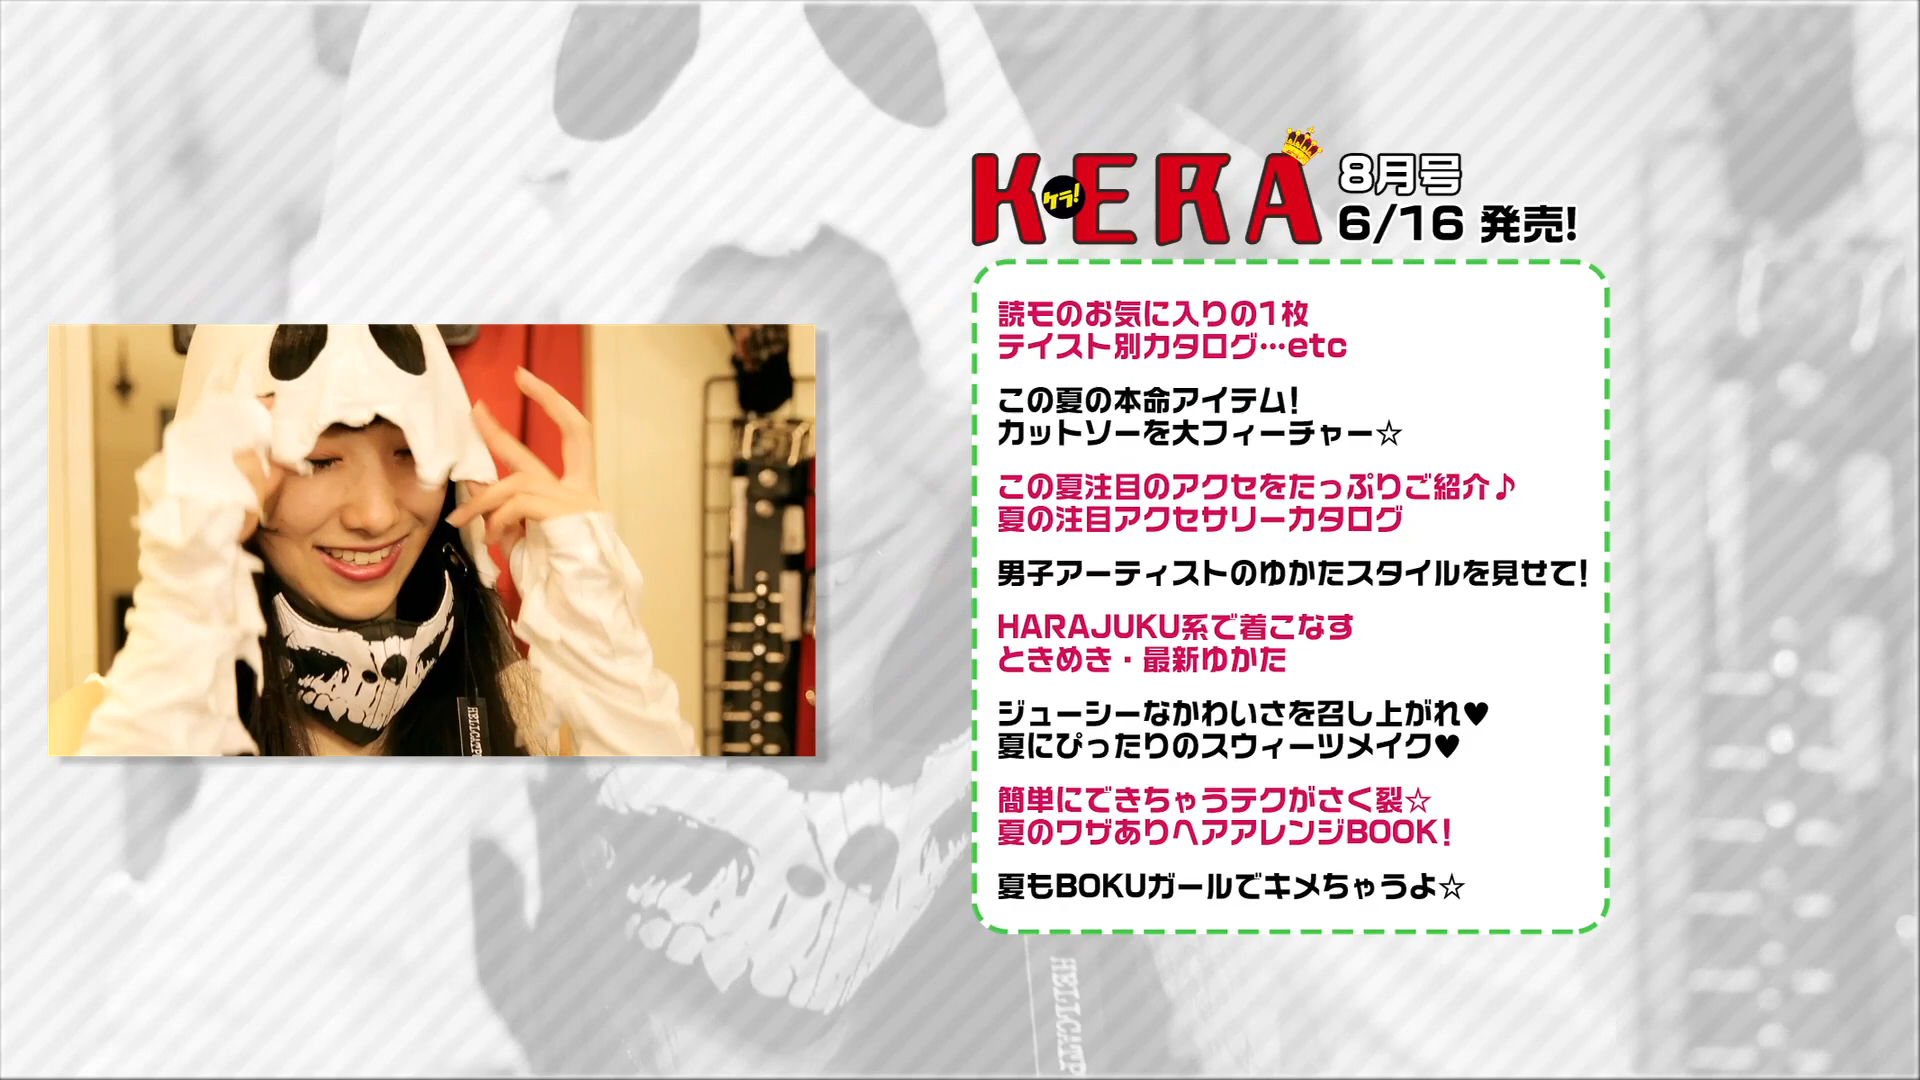 KERA
ケラ!
8月号
6/16 発売!
読モのお気に入りの1枚
テイスト別カタログ…etc
この夏の本命アイテム!
カットソーを大フィーチャー☆
この夏注目のアクセをたっぷりご紹介♪
夏の注目アクセサリーカタログ
男子アーティストのゆかたスタイルを見せて!
HARAJUKU系で着こなす
ときめき・最新ゆかた
ジューシーなかわいさを召し上がれ♥
夏にぴったりのスウィーツメイク♥
簡単にできちゃうテクがさく裂☆
夏のワザありヘアアレンジBOOK!
夏もBOKUガールでキメちゃうよ☆
HELLCATP
HELLCATP